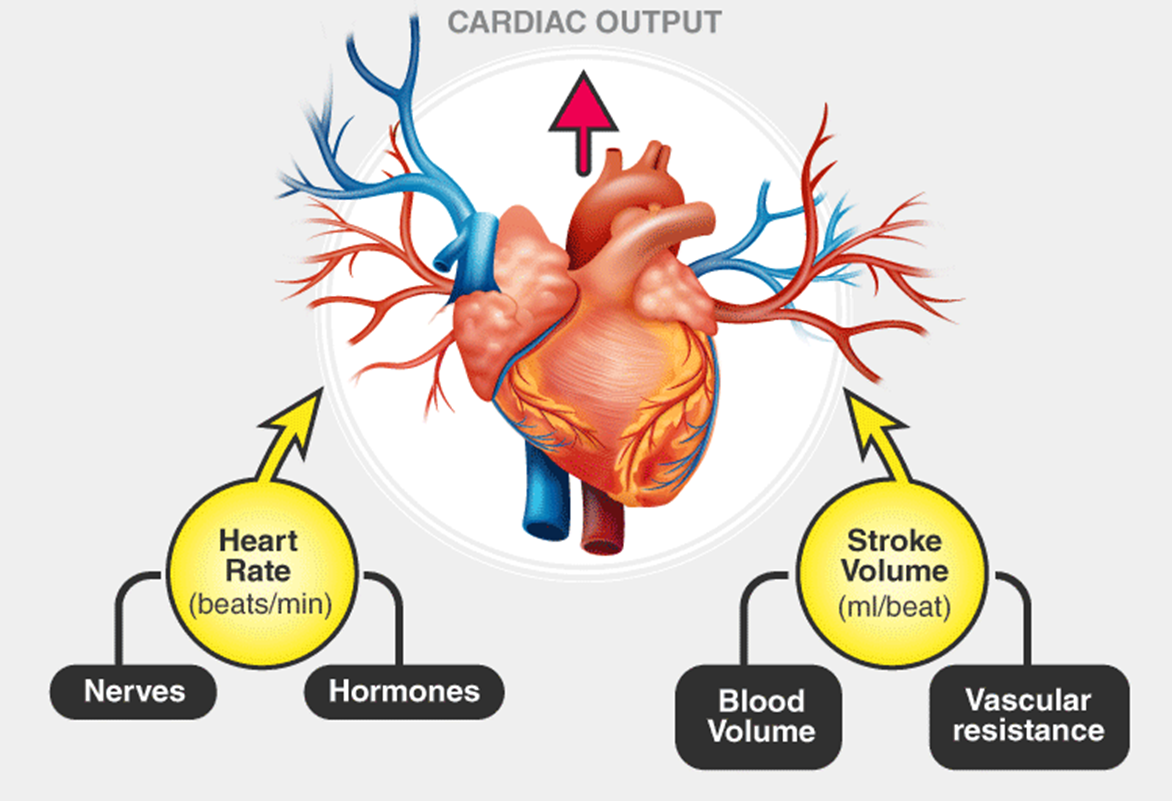 CARDIAC OUTPUT
Heart
Rate
(beats/min)
Nerves
Hormones
Stroke
Volume
(ml/beat)
Blood
Volume
Vascular
resistance